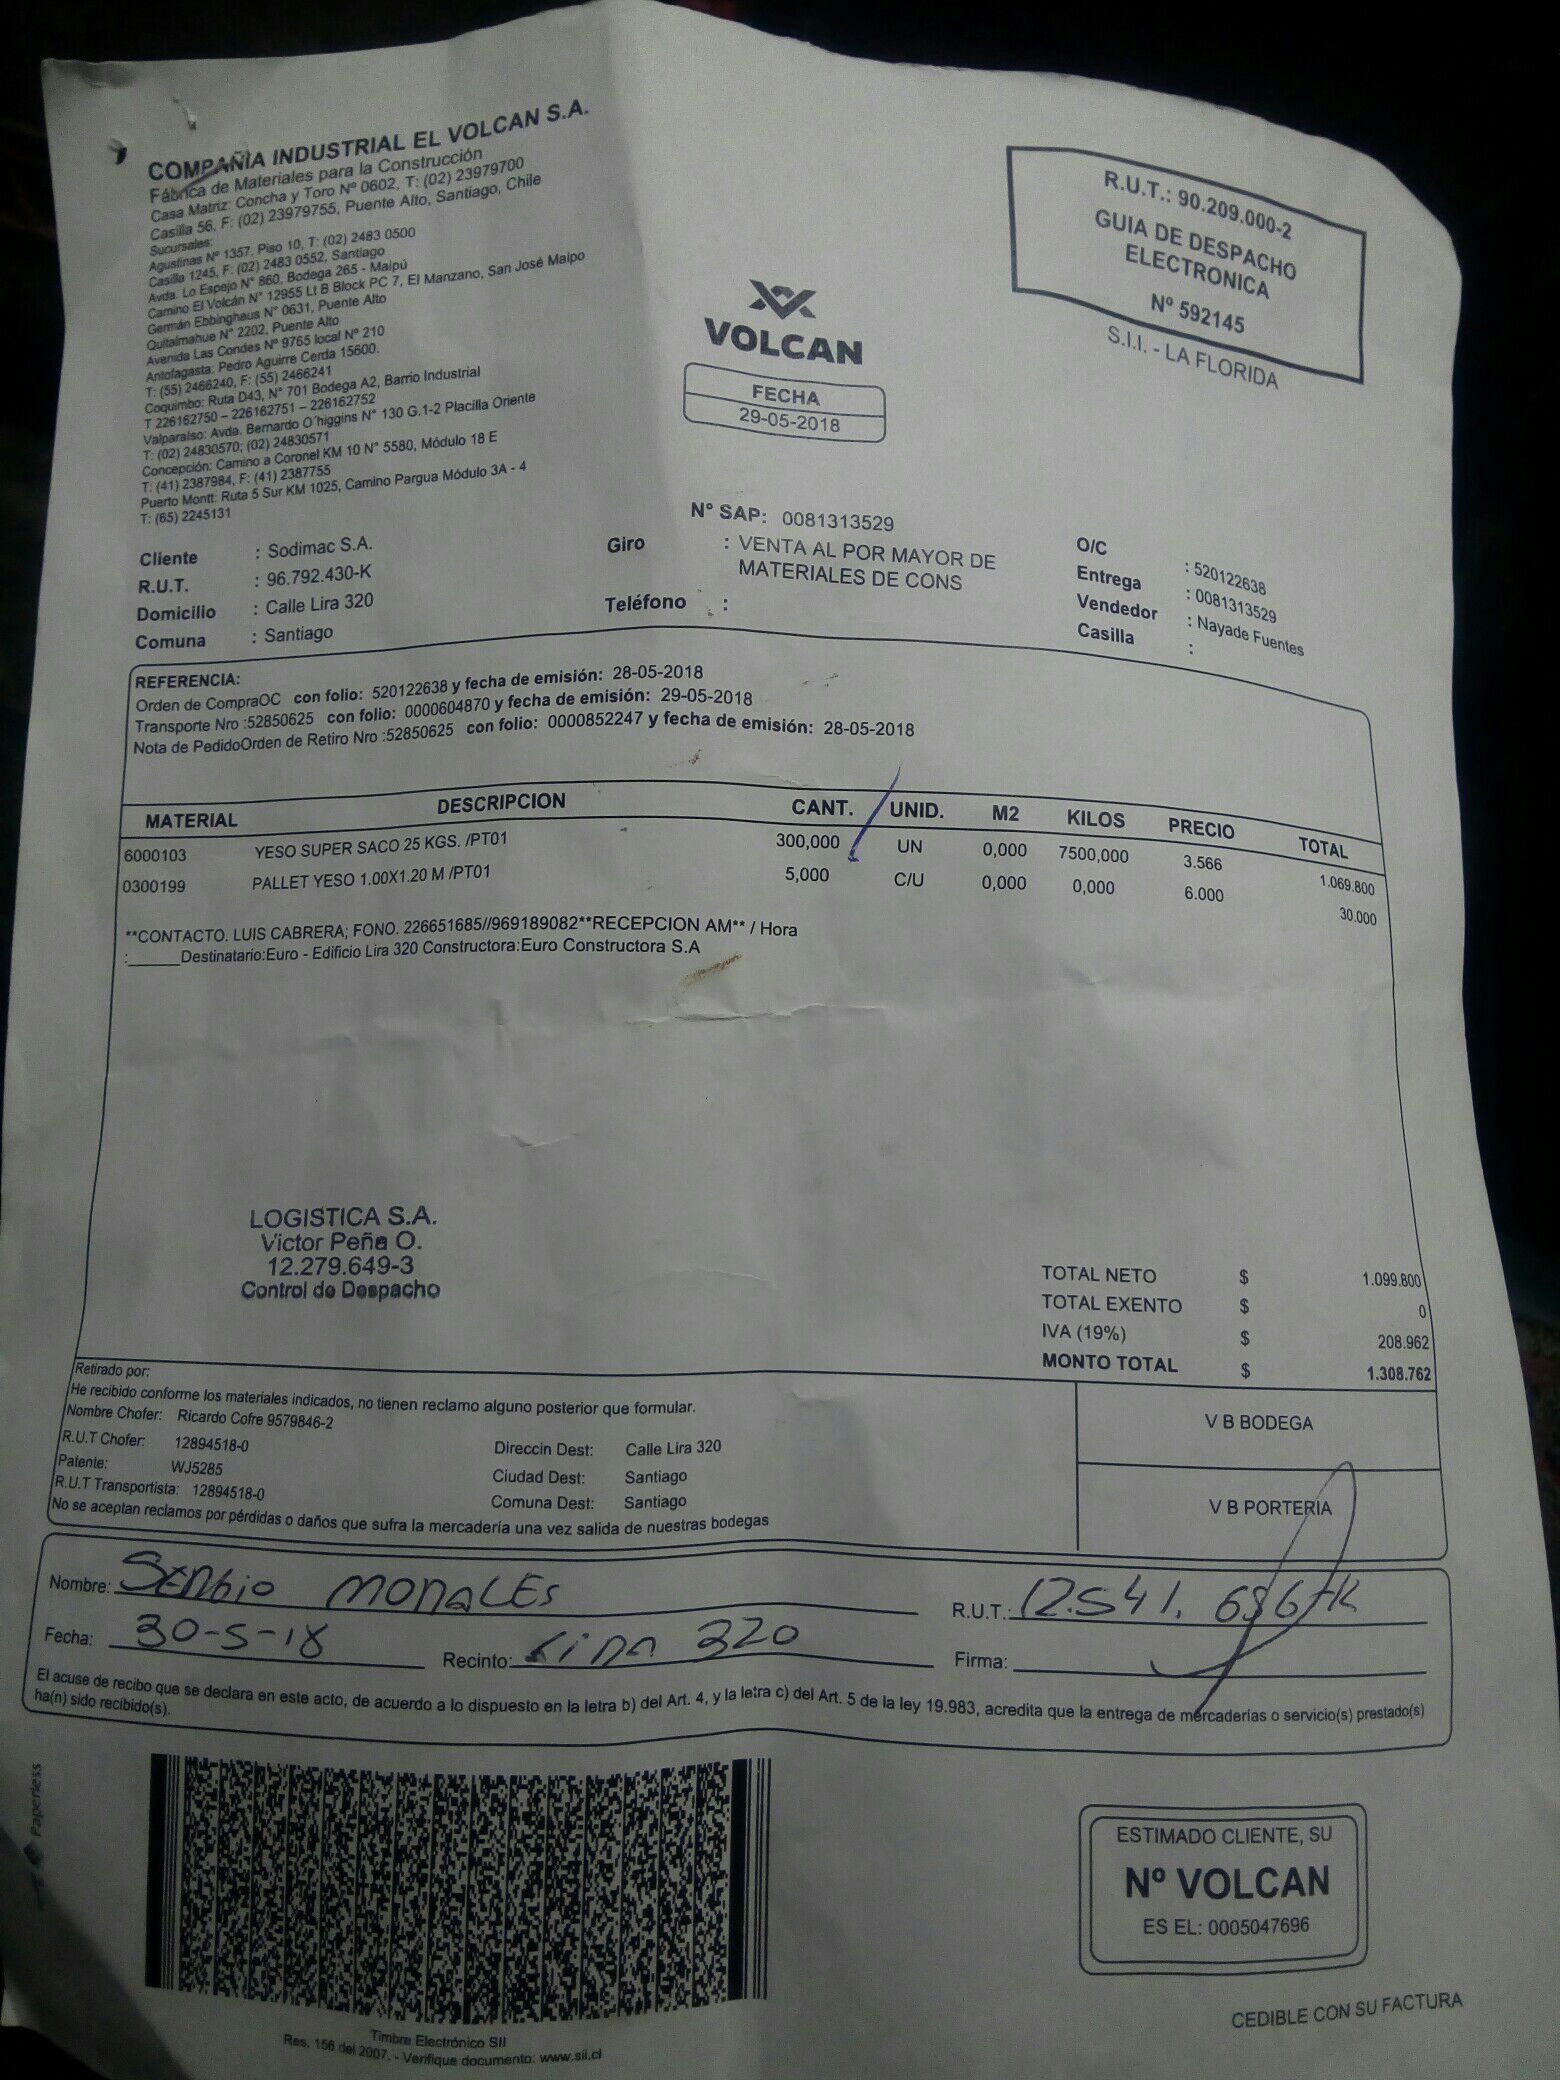 COMPAÑIA INDUSTRIAL EL VOLCAN S.A.
Fábrica de Materiales para la Construcción
Casa Matriz: Concha y Toro Nº 0602, T: (02) 23979700
Casilla 56, F: (02) 23979755, Puente Alto, Santiago, Chile
Sucursales:
Agustinas Nº 1357, Piso 10, T: (02) 2483 0500
Casilla 1245, F: (02) 2483 0552, Santiago
Avda. Lo Espejo N° 860, Bodega 265 - Maipú
Camino El Volcán N° 12955 Lt B Block PC 7, El Manzano, San José Maipo
Germán Ebbinghaus N° 0631, Puente Alto
Quitalmahue N° 2202, Puente Alto
Avenida Las Condes Nº 9765 local Nº 210
Antofagasta: Pedro Aguirre Cerda 15600.
T: (55) 2466240, F: (55) 2466241
Coquimbo: Ruta D43, N° 701 Bodega A2, Barrio Industrial
T 226162750 – 226162751 – 226162752
Valparaíso: Avda. Bernardo O´higgins N° 130 G.1-2 Placilla Oriente
T: (02) 24830570; (02) 24830571
Concepción: Camino a Coronel KM 10 N° 5580, Módulo 18 E
T: (41) 2387984, F: (41) 2387755
Puerto Montt: Ruta 5 Sur KM 1025, Camino Pargua Módulo 3A - 4
T: (65) 2245131
VOLCAN
FECHA
29-05-2018
R.U.T.: 90.209.000-2
GUIA DE DESPACHO
ELECTRONICA
Nº 592145
S.I.I. - LA FLORIDA
N° SAP: 0081313529
Cliente : Sodimac S.A.
R.U.T. : 96.792.430-K
Domicilio : Calle Lira 320
Comuna : Santiago
Giro : VENTA AL POR MAYOR DE
MATERIALES DE CONS
Teléfono :
O/C : 520122638
Entrega : 0081313529
Vendedor : Nayade Fuentes
Casilla :
REFERENCIA:
Orden de CompraOC con folio: 520122638 y fecha de emisión: 28-05-2018
Transporte Nro :52850625 con folio: 0000604870 y fecha de emisión: 29-05-2018
Nota de PedidoOrden de Retiro Nro :52850625 con folio: 0000852247 y fecha de emisión: 28-05-2018
MATERIAL DESCRIPCION CANT. UNID. M2 KILOS PRECIO TOTAL
6000103 YESO SUPER SACO 25 KGS. /PT01 300,000 UN 0,000 7500,000 3.566 1.069.800
0300199 PALLET YESO 1.00X1.20 M /PT01 5,000 C/U 0,000 0,000 6.000 30.000
**CONTACTO. LUIS CABRERA; FONO. 226651685//969189082**RECEPCION AM** / Hora
:______Destinatario:Euro - Edificio Lira 320 Constructora:Euro Constructora S.A
LOGISTICA S.A.
Victor Peña O.
12.279.649-3
Control de Despacho
TOTAL NETO $ 1.099.800
TOTAL EXENTO $ 0
IVA (19%) $ 208.962
MONTO TOTAL $ 1.308.762
Retirado por:
He recibido conforme los materiales indicados, no tienen reclamo alguno posterior que formular.
Nombre Chofer: Ricardo Cofre 9579846-2
R.U.T Chofer: 12894518-0
Patente: WJ5285
R.U.T Transportista: 12894518-0
Direccin Dest: Calle Lira 320
Ciudad Dest: Santiago
Comuna Dest: Santiago
No se aceptan reclamos por pérdidas o daños que sufra la mercadería una vez salida de nuestras bodegas
V B BODEGA
V B PORTERIA
Nombre: SERGIO MORALES R.U.T.: 12.541.686-K
Fecha: 30-5-18 Recinto: Lira 320 Firma:
El acuse de recibo que se declara en este acto, de acuerdo a lo dispuesto en la letra b) del Art. 4, y la letra c) del Art. 5 de la ley 19.983, acredita que la entrega de mercaderías o servicio(s) prestado(s)
ha(n) sido recibido(s).
Paperless
Timbre Electrónico SII
Res. 156 del 2007. - Verifique documento: www.sii.cl
ESTIMADO CLIENTE, SU
Nº VOLCAN
ES EL: 0005047696
CEDIBLE CON SU FACTURA